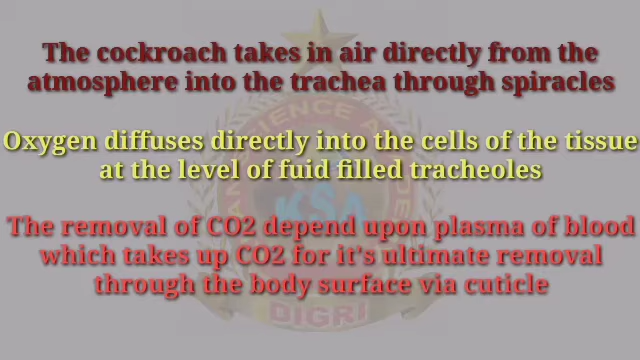 The cockroach takes in air directly from the
atmosphere into the trachea through spiracles
Oxygen diffuses directly into the cells of the tissue
at the level of fuid filled tracheoles
The removal of CO2 depend upon plasma of blood
which takes up CO2 for it's ultimate removal
through the body surface via cuticle
KSA
DIGRI